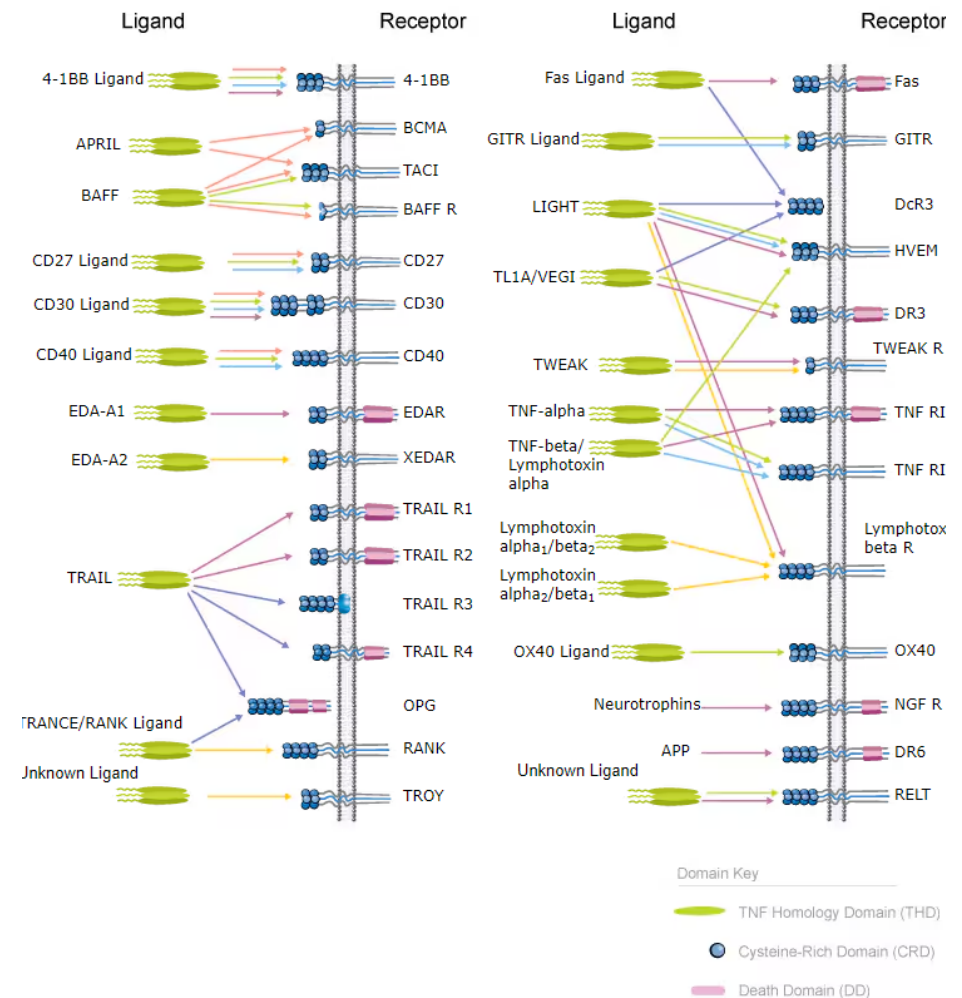 Ligand
Receptor
Ligand
Receptor
4-1BB Ligand
4-1BB
APRIL
BCMA
TACI
BAFF
BAFF R
CD27 Ligand
CD27
CD30 Ligand
CD30
CD40 Ligand
CD40
EDA-A1
EDAR
EDA-A2
XEDAR
TRAIL R1
TRAIL R2
TRAIL
TRAIL R3
TRAIL R4
OPG
TRANCE/RANK Ligand
RANK
Unknown Ligand
TROY
Fas Ligand
Fas
GITR Ligand
GITR
LIGHT
DcR3
HVEM
TL1A/VEGI
DR3
TWEAK R
TWEAK
TNF-alpha
TNF RI
TNF-beta/
Lymphotoxin
alpha
TNF RI
Lymphotoxin
alpha₁/beta₂
Lymphotox
beta R
Lymphotoxin
alpha₂/beta₁
OX40 Ligand
OX40
Neurotrophins
NGF R
APP
DR6
Unknown Ligand
RELT
Domain Key
TNF Homology Domain (THD)
Cysteine-Rich Domain (CRD)
Death Domain (DD)